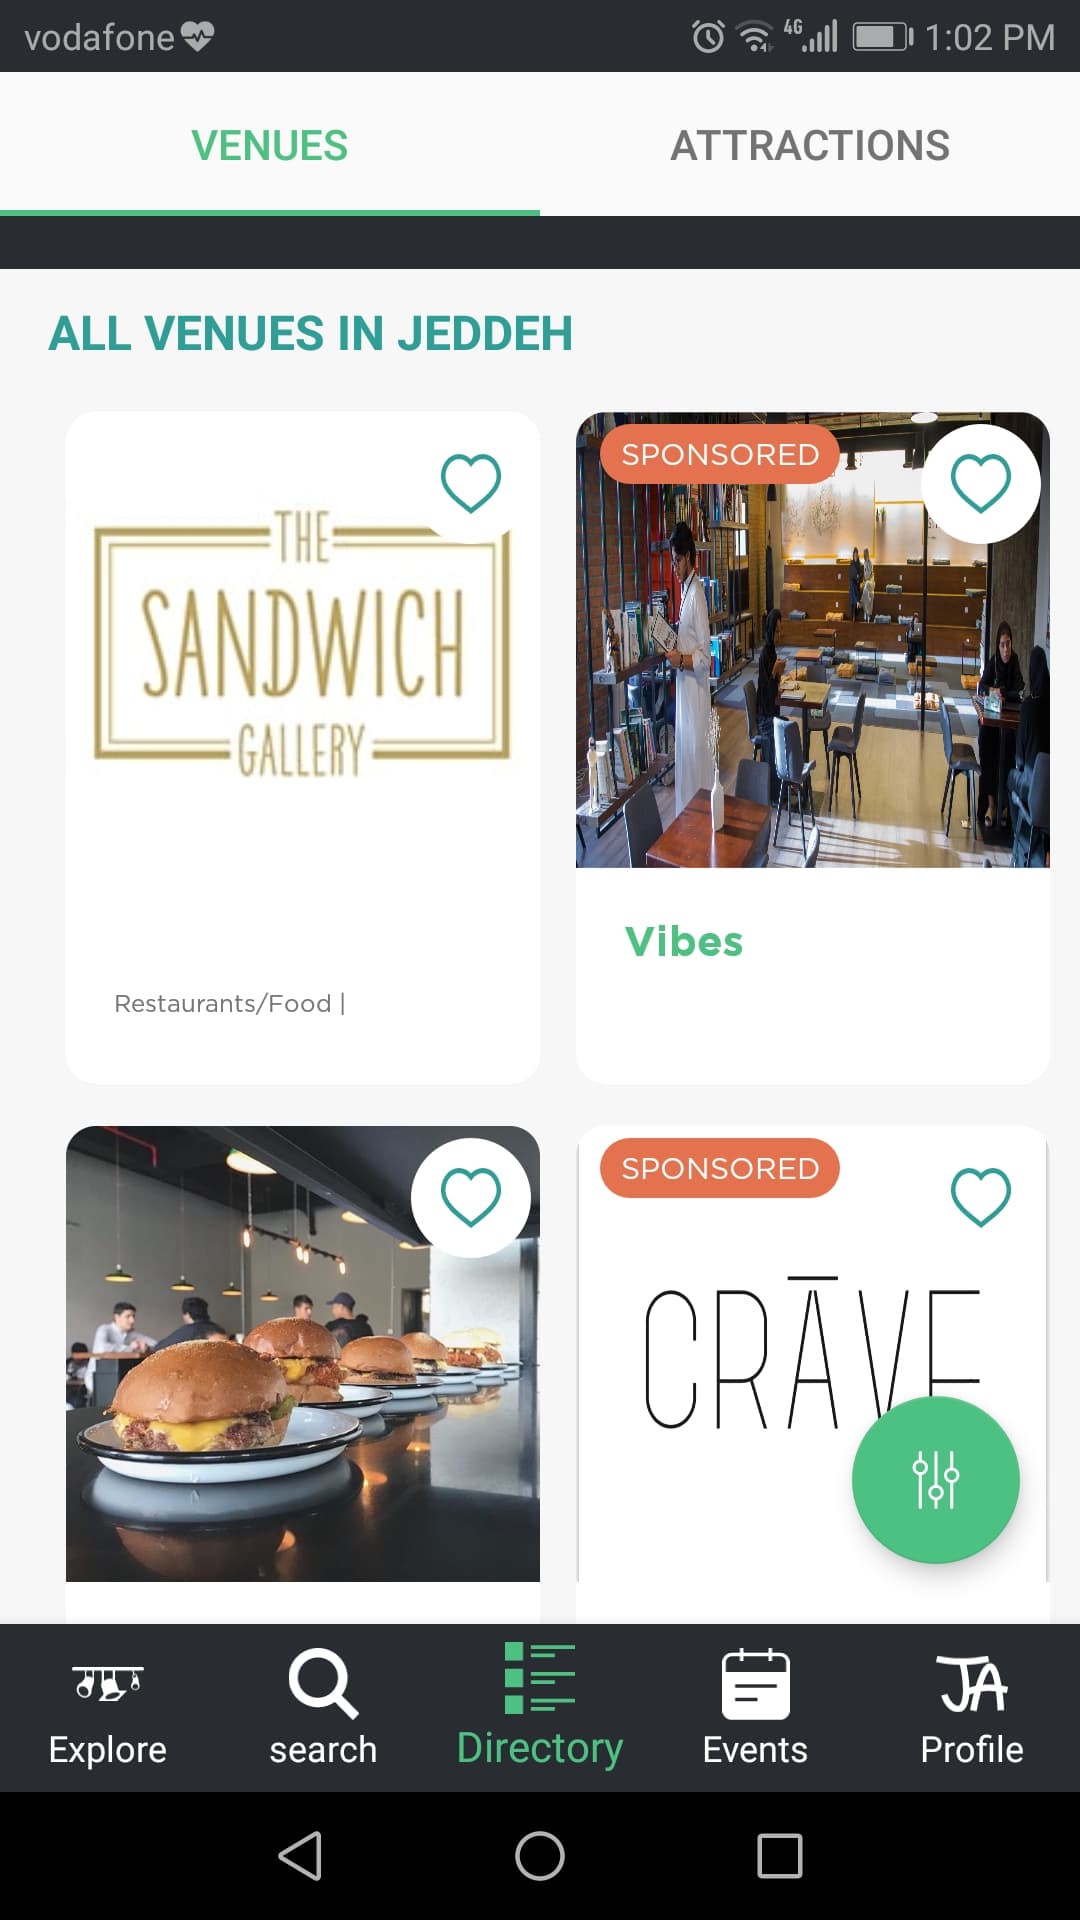 vodafone
4G
1:02 PM
VENUES
ATTRACTIONS
ALL VENUES IN JEDDEH
THE
SANDWICH
GALLERY
Restaurants/Food |
SPONSORED
Vibes
SPONSORED
CRĀVE
Explore
search
Directory
Events
JA
Profile